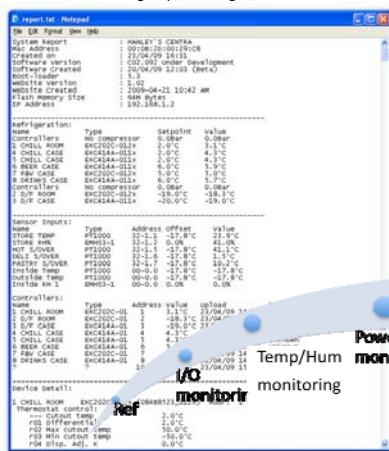 report.txt - Notepad
File Edit Format View Help
System Report : HANLEY'S CENTRA
Mac Address : 00:08:20:00:29:C8
Created on : 23/04/09 16:31
Software Version : C02.092 Under Development
Software Created : 20/04/09 12:03 (Beta)
Boot-loader : 5.3
Website Version : 1.02
Website Created : 2009-04-21 10:42 AM
Flash Memory Size : 64M Bytes
IP Address : 192.168.1.2
Refrigeration:
Name Type Setpoint Value
Controllers No compressor 0.0Bar 0.0Bar
1 CHILL ROOM EKC202C-012x 2.0°C 3.1°C
4 CHILL CASE EKC414A-011x 2.0°C 4.3°C
5 CHILL CASE EKC414A-011x 2.0°C 4.3°C
6 BEER CASE EKC414A-011x 6.0°C 5.9°C
7 F&V CASE EKC202C-012x 5.0°C 5.0°C
8 DRINKS CASE EKC414A-011x 6.0°C 5.7°C
Controllers No compressor 0.0Bar 0.0Bar
2 D/F ROOM EKC202C-012x -19.0°C -18.3°C
3 D/F CASE EKC414A-011x -20.0°C -19.0°C
Sensor Inputs:
Name Type Address Offset Value
STORE TEMP PT1000 32-1.1 -17.8°C 23.9°C
STORE RH% EMHS3-1 32-1.2 0.0% 41.0%
HOT S/OVER PT1000 32-1.5 -17.8°C 41.1°C
DELI S/OVER PT1000 32-1.6 -17.8°C 1.5°C
PASTRY S/OVER PT1000 32-1.7 -17.8°C 10.2°C
Inside Temp PT1000 00-0.0 -17.8°C -17.8°C
Outside Temp PT1000 00-0.0 -17.8°C -17.8°C
Inside RH 1 EMHS3-1 00-0.0 0.0% 0.0%
Controllers:
Name Type Address Value Upload
1 CHILL ROOM EKC202C-01 1 3.1°C 23/04/09
2 D/F ROOM EKC202C-01 2 -18.3°C 23/04/09
3 D/F CASE EKC414A-01 3 -19.0°C 23/04/09
4 CHILL CASE EKC414A-01 4 4.3°C
5 CHILL CASE EKC414A-01
6 BEER CASE EKC414A-01
7 F&V CASE EKC202C-01
8 DRINKS CASE EKC414A-01
Temp/Hum
monitoring
I/O
Ref
Device Detail:
1 CHILL ROOM
Thermostat control:
--- Cutout temp 2.0°C
r01 Differential 2.0°C
r02 Max cutout temp 50.0°C
r03 Min cutout temp -50.0°C
r04 Disp. Adj. K 0.0°C